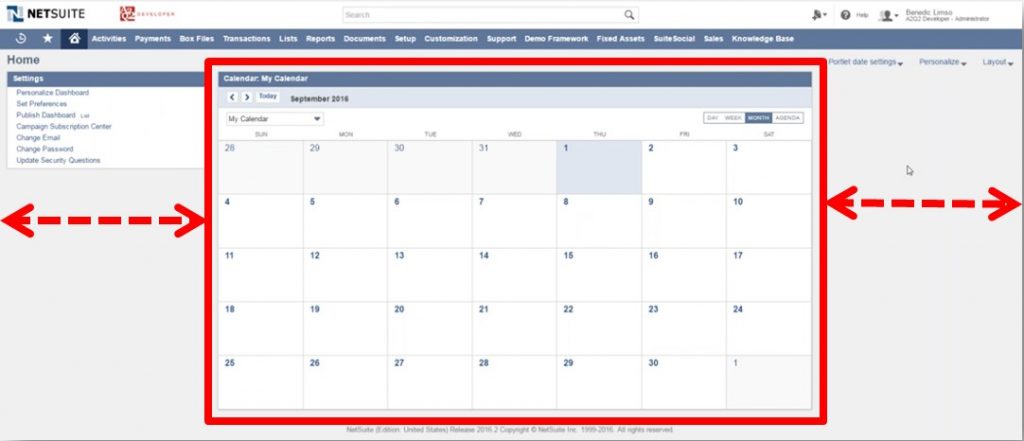 NETSUITE
DEVELOPER
Search
Help
Benedic Limso
A2Q2 Developer - Administrator
Activities Payments Box Files Transactions Lists Reports Documents Setup Customization Support Demo Framework Fixed Assets SuiteSocial Sales Knowledge Base
Home
Portlet date settings Personalize Layout
Settings
Personalize Dashboard
Set Preferences
Publish Dashboard List
Campaign Subscription Center
Change Email
Change Password
Update Security Questions
Calendar: My Calendar
Today September 2016
My Calendar
DAY WEEK MONTH AGENDA
SUN MON TUE WED THU FRI SAT
28 29 30 31 1 2 3
4 5 6 7 8 9 10
11 12 13 14 15 16 17
18 19 20 21 22 23 24
25 26 27 28 29 30 1
NetSuite (Edition: United States) Release 2016.2 Copyright © NetSuite Inc. 1999-2016. All rights reserved.